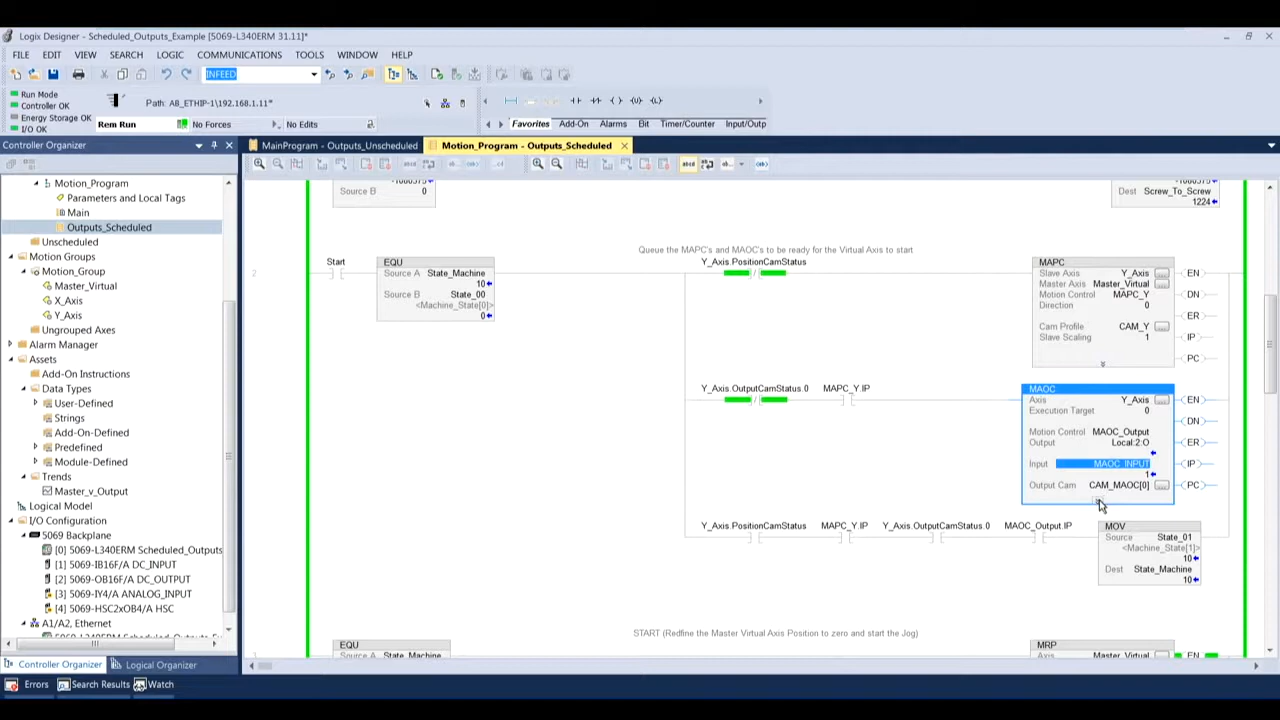 Logix Designer - Scheduled_Outputs_Example [5069-L340ERM 31.11]*
FILE EDIT VIEW SEARCH LOGIC COMMUNICATIONS TOOLS WINDOW HELP
INFEED
Run Mode
Controller OK
Energy Storage OK
I/O OK
Path: AB_ETHIP-1\192.168.1.11*
Rem Run No Forces No Edits
Favorites Add-On Alarms Bit Timer/Counter Input/Outp
Controller Organizer
MainProgram - Outputs_Unscheduled Motion_Program - Outputs_Scheduled
Motion_Program
Parameters and Local Tags
Main
Outputs_Scheduled
Unscheduled
Motion Groups
Motion_Group
Master_Virtual
X_Axis
Y_Axis
Ungrouped Axes
Alarm Manager
Assets
Add-On Instructions
Data Types
User-Defined
Strings
Add-On-Defined
Predefined
Module-Defined
Trends
Master_v_Output
Logical Model
I/O Configuration
5069 Backplane
[0] 5069-L340ERM Scheduled_Outputs
[1] 5069-IB16F/A DC_INPUT
[2] 5069-OB16F/A DC_OUTPUT
[3] 5069-IY4/A ANALOG_INPUT
[4] 5069-HSC2xOB4/A HSC
A1/A2, Ethernet
Controller Organizer Logical Organizer
Errors Search Results Watch
Source B 0
Dest Screw_To_Screw
1224
Queue the MAPC's and MAOC's to be ready for the Virtual Axis to start
2
Start
EQU
Source A State_Machine
10
Source B State_00
<Machine_State[0]>
0
Y_Axis.PositionCamStatus
MAPC
Slave Axis Y_Axis ...
Master Axis Master_Virtual ...
Motion Control MAPC_Y
Direction 0
Cam Profile CAM_Y ...
Slave Scaling 1
EN
DN
ER
IP
PC
Y_Axis.OutputCamStatus.0 MAPC_Y.IP
MAOC
Axis Y_Axis ...
Execution Target 0
Motion Control MAOC_Output
Output Local:2:O
Input MAOC_INPUT
1
Output Cam CAM_MAOC[0] ...
EN
DN
ER
IP
PC
Y_Axis.PositionCamStatus MAPC_Y.IP Y_Axis.OutputCamStatus.0 MAOC_Output.IP
MOV
Source State_01
<Machine_State[1]>
10
Dest State_Machine
10
START (Redfine the Master Virtual Axis Position to zero and start the Jog)
3
EQU
Source A State_Machine
MRP
Axis Master_Virtual ...
EN